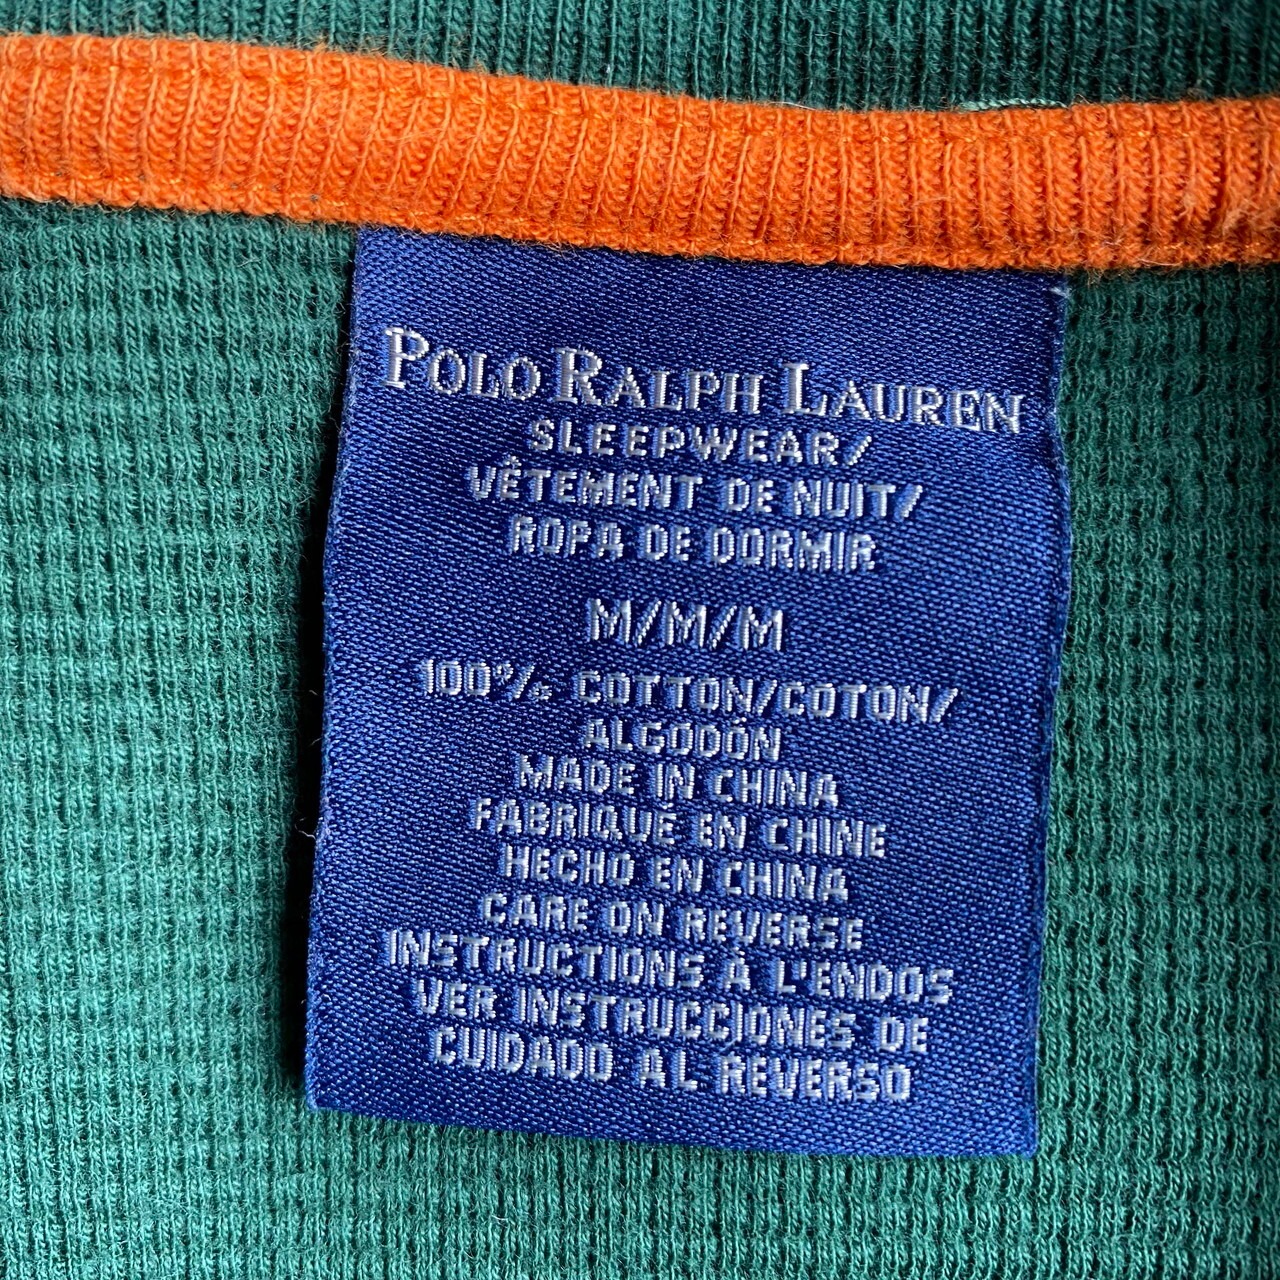 POLO RALPH LAUREN
SLEEPWEAR/
VÊTEMENT DE NUIT/
ROPA DE DORMIR
M/M/M
100% COTTON/COTON/
ALGODÓN
MADE IN CHINA
FABRIQUÉ EN CHINE
HECHO EN CHINA
CARE ON REVERSE
INSTRUCTIONS À L'ENDOS
VER INSTRUCCIONES DE
CUIDADO AL REVERSO